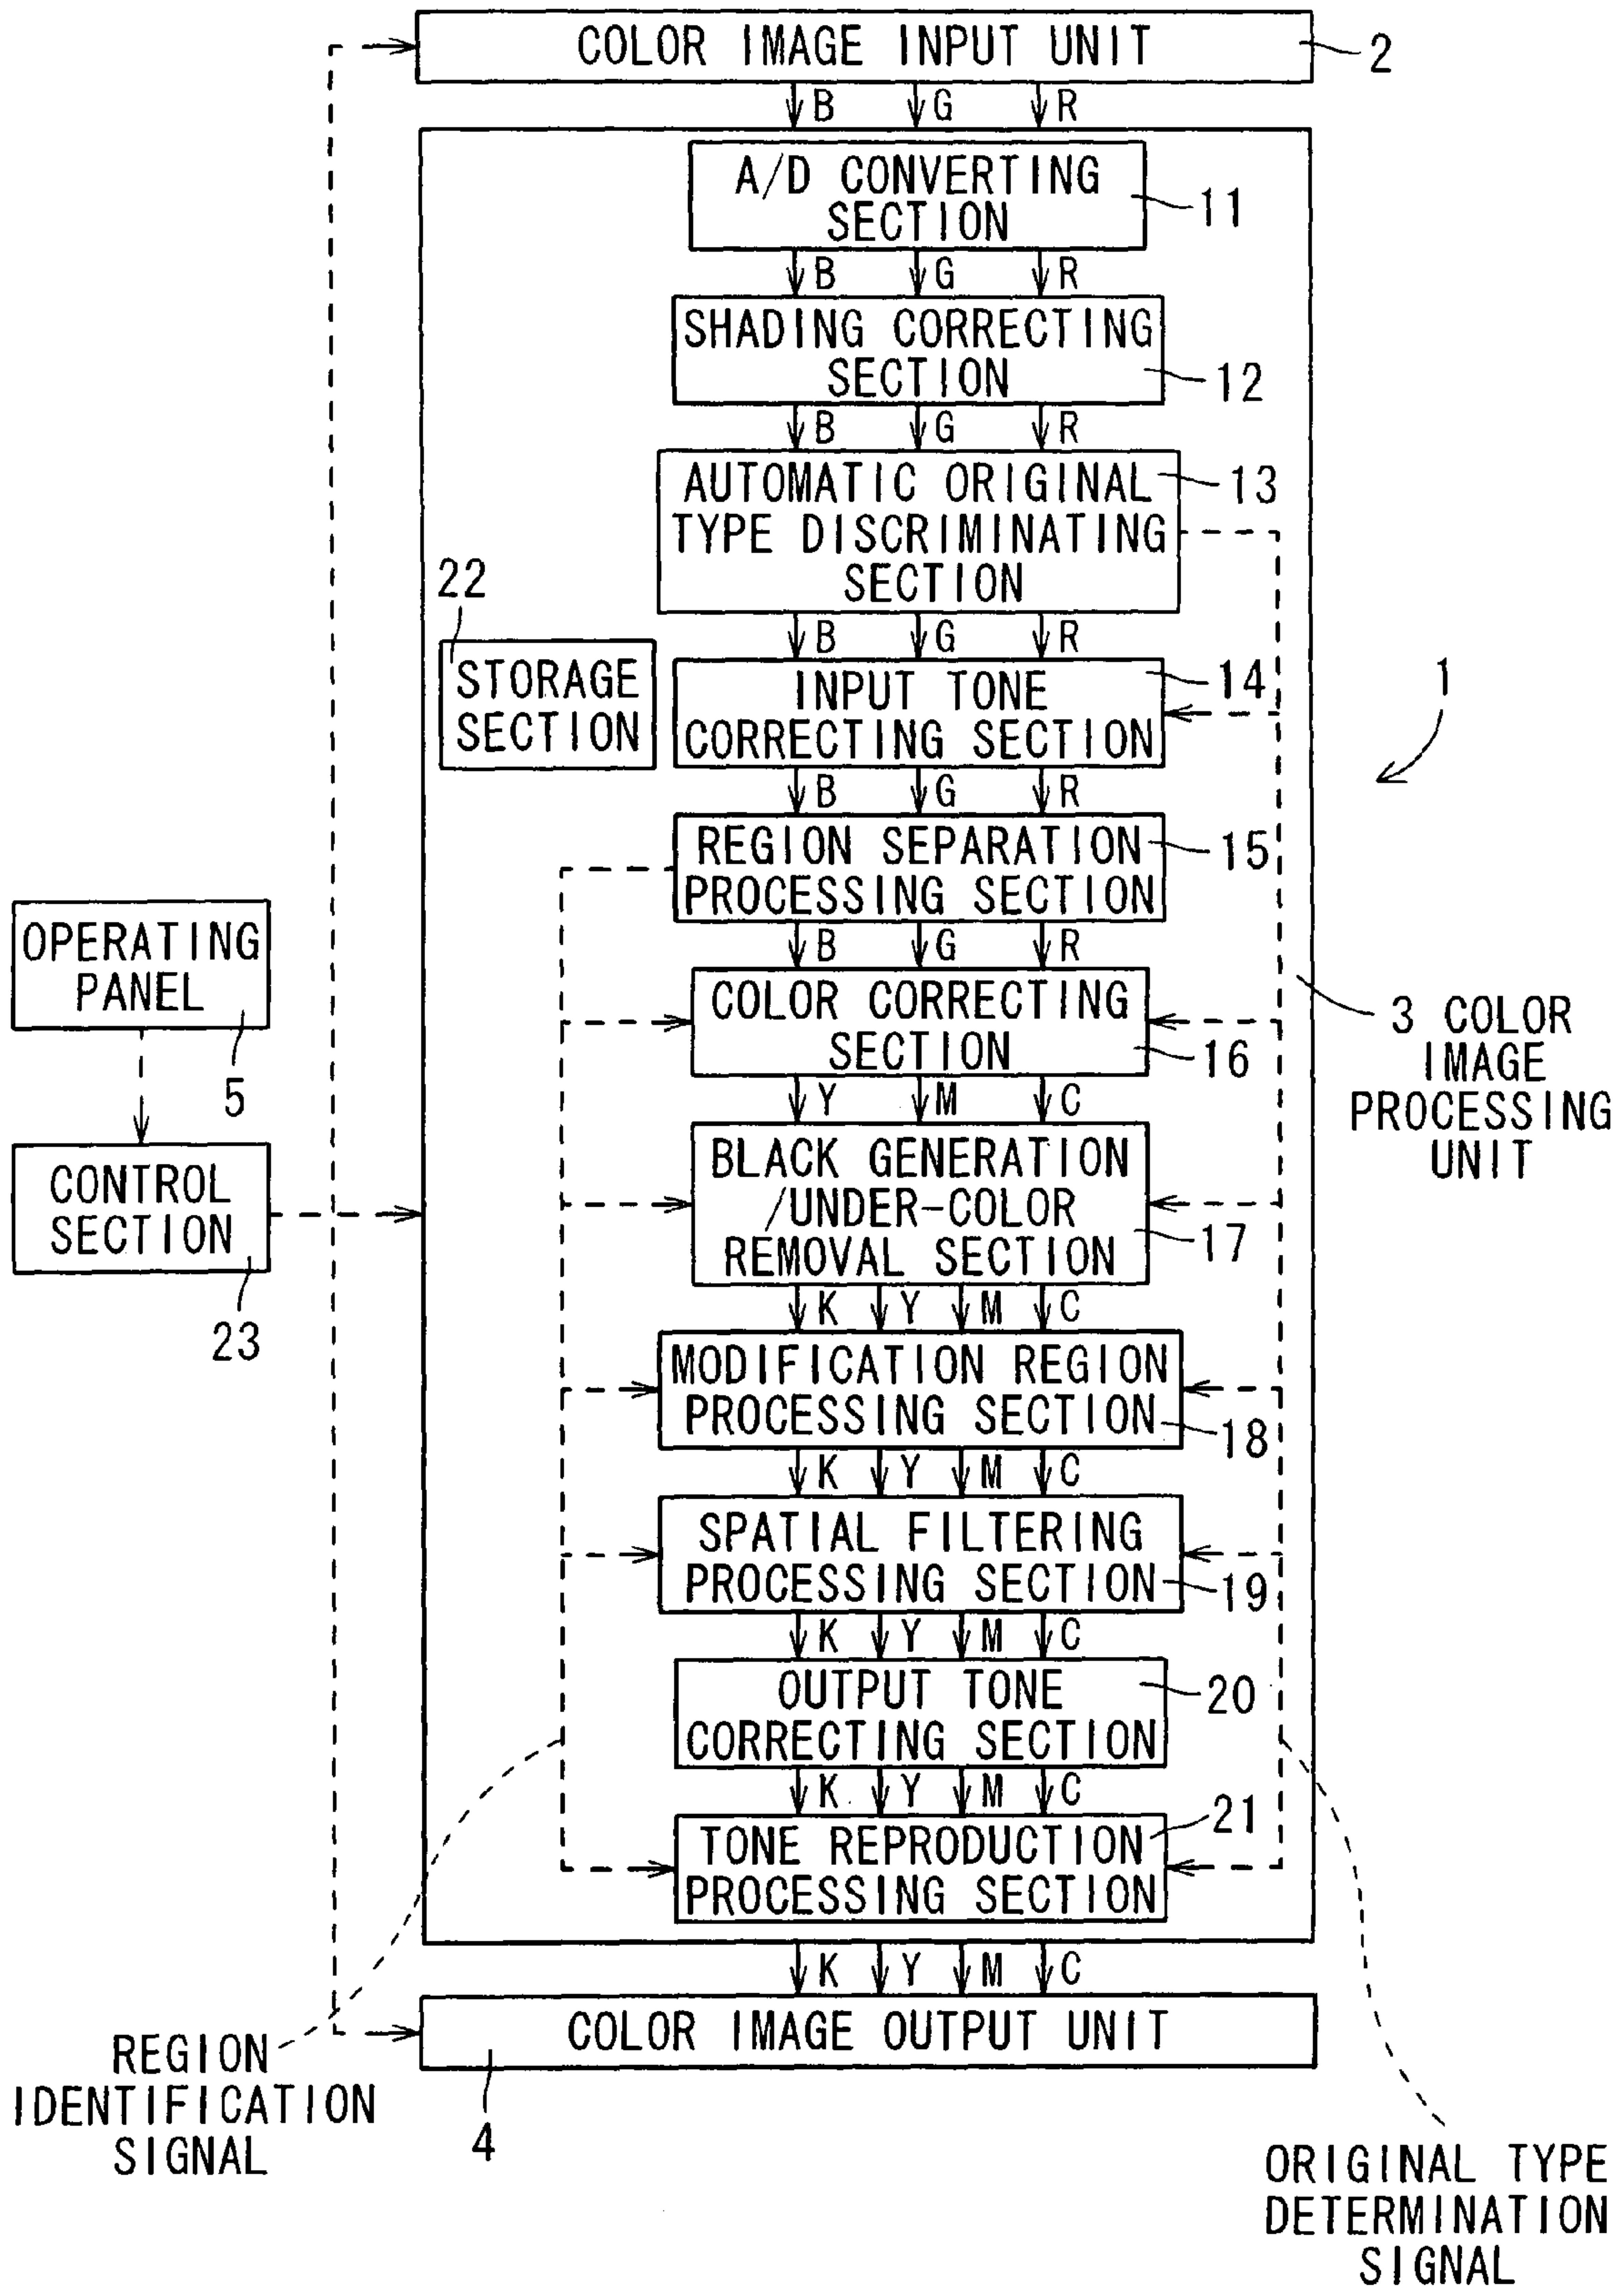 COLOR IMAGE INPUT UNIT
2
B G R
A/D CONVERTING
SECTION
11
B G R
SHADING CORRECTING
SECTION
12
B G R
AUTOMATIC ORIGINAL
TYPE DISCRIMINATING
SECTION
13
22
STORAGE
SECTION
B G R
INPUT TONE
CORRECTING SECTION
14
1
B G R
REGION SEPARATION
PROCESSING SECTION
15
OPERATING
PANEL
5
B G R
COLOR CORRECTING
SECTION
16
3 COLOR
IMAGE
PROCESSING
UNIT
CONTROL
SECTION
23
Y M C
BLACK GENERATION
/UNDER-COLOR
REMOVAL SECTION
17
K Y M C
MODIFICATION REGION
PROCESSING SECTION
18
K Y M C
SPATIAL FILTERING
PROCESSING SECTION
19
K Y M C
OUTPUT TONE
CORRECTING SECTION
20
K Y M C
TONE REPRODUCTION
PROCESSING SECTION
21
K Y M C
COLOR IMAGE OUTPUT UNIT
4
REGION
IDENTIFICATION
SIGNAL
ORIGINAL TYPE
DETERMINATION
SIGNAL